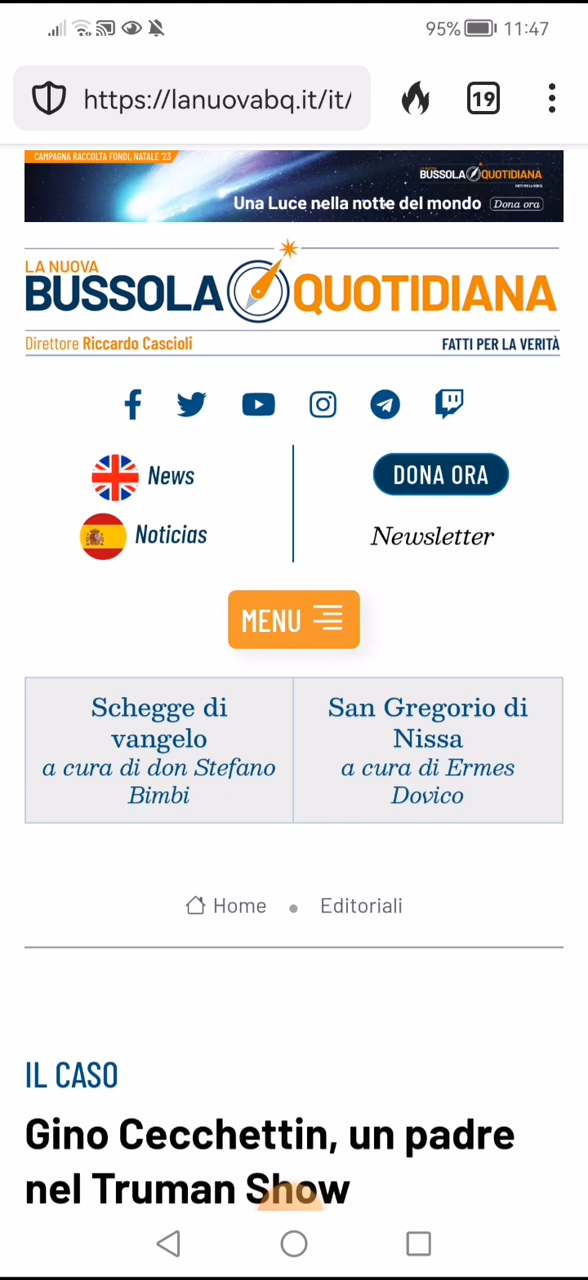 95% 11:47
https://lanuovabq.it/it/
19
CAMPAGNA RACCOLTA FONDI, NATALE '23
BUSSOLA QUOTIDIANA
Una Luce nella notte del mondo Dona ora
LA NUOVA
BUSSOLA QUOTIDIANA
Direttore Riccardo Cascioli FATTI PER LA VERITÀ
News
DONA ORA
Noticias
Newsletter
MENU
Schegge di
vangelo
a cura di don Stefano
Bimbi
San Gregorio di
Nissa
a cura di Ermes
Dovico
Home • Editoriali
IL CASO
Gino Cecchettin, un padre
nel Truman Show